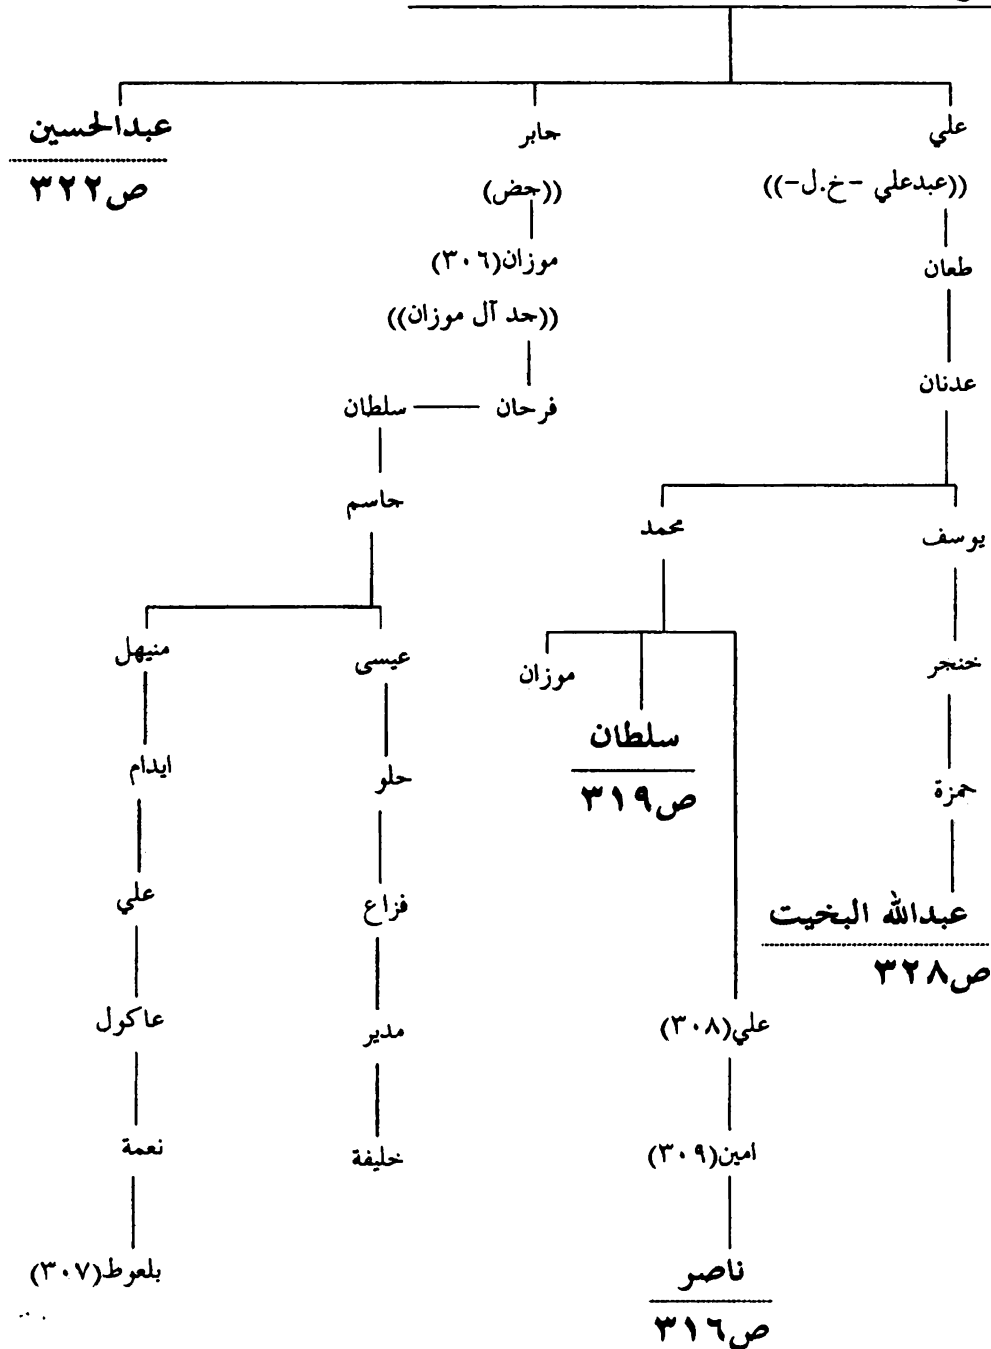 علي
((عبدعلي -خ.ل-))
طعان
عدنان
يوسف
خنجر
حمزة
عبدالله البخيت
ص٣٢٨
محمد
علي(٣٠٨)
امين(٣٠٩)
ناصر
ص٣١٦
سلطان
ص٣١٩
موزان
جابر
((جض)
موزان(٣٠٦)
((جد آل موزان))
فرحان
سلطان
جاسم
عيسى
حلو
فزاع
مدير
خليفة
منيهل
ايدام
علي
عاكول
نعمة
بلعوط(٣٠٧)
عبدالحسين
ص٣٢٢